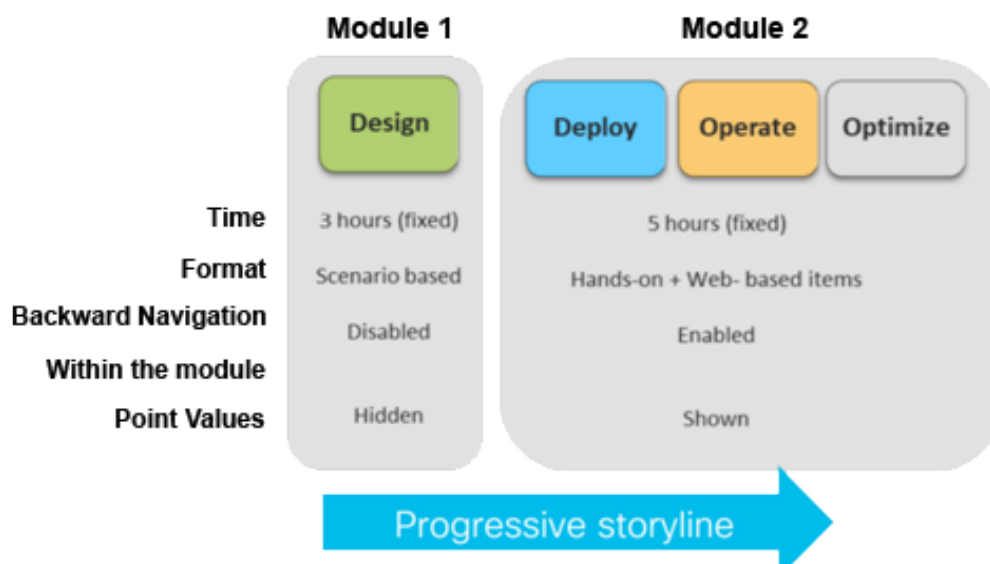 Module 1 Module 2
Design Deploy Operate Optimize
Time 3 hours (fixed) 5 hours (fixed)
Format Scenario based Hands-on + Web- based items
Backward Navigation Disabled Enabled
Within the module
Point Values Hidden Shown
Progressive storyline